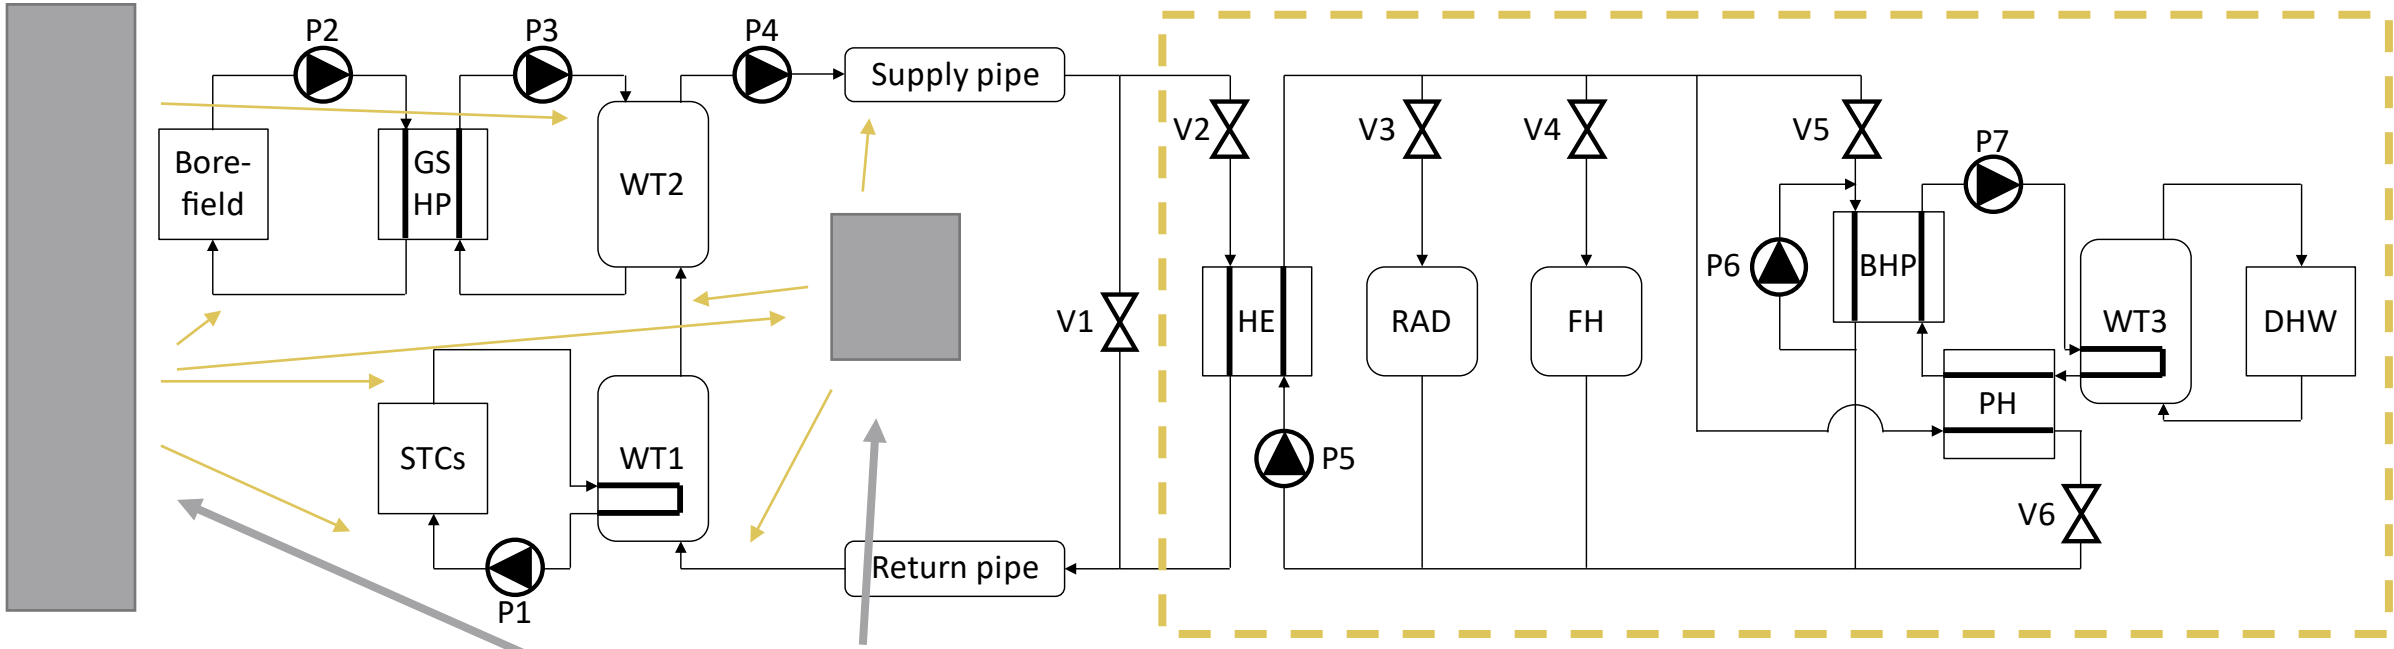 P2
P3
P4
Supply pipe
Bore-
field
GS
HP
WT2
V2
V3
V4
V5
P7
P6
BHP
V1
HE
RAD
FH
WT3
DHW
PH
STCs
WT1
P5
V6
P1
Return pipe